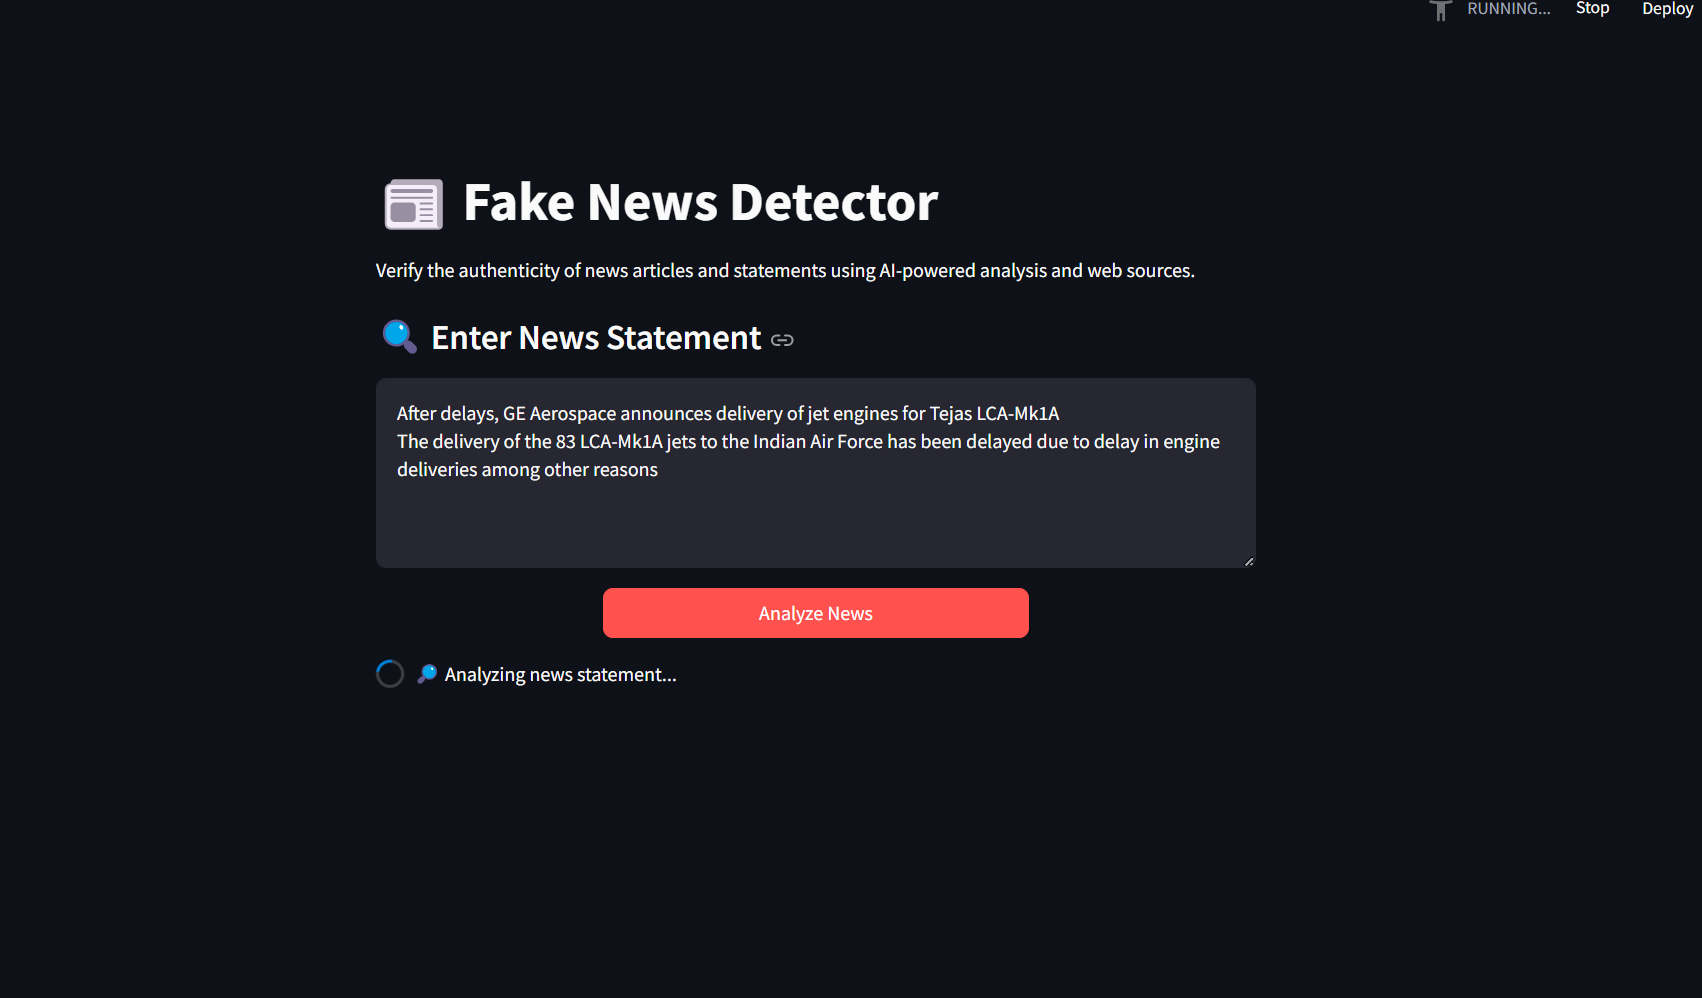 RUNNING...
Stop
Deploy
Fake News Detector
Verify the authenticity of news articles and statements using AI-powered analysis and web sources.
Enter News Statement
After delays, GE Aerospace announces delivery of jet engines for Tejas LCA-Mk1A
The delivery of the 83 LCA-Mk1A jets to the Indian Air Force has been delayed due to delay in engine
deliveries among other reasons
Analyze News
Analyzing news statement...